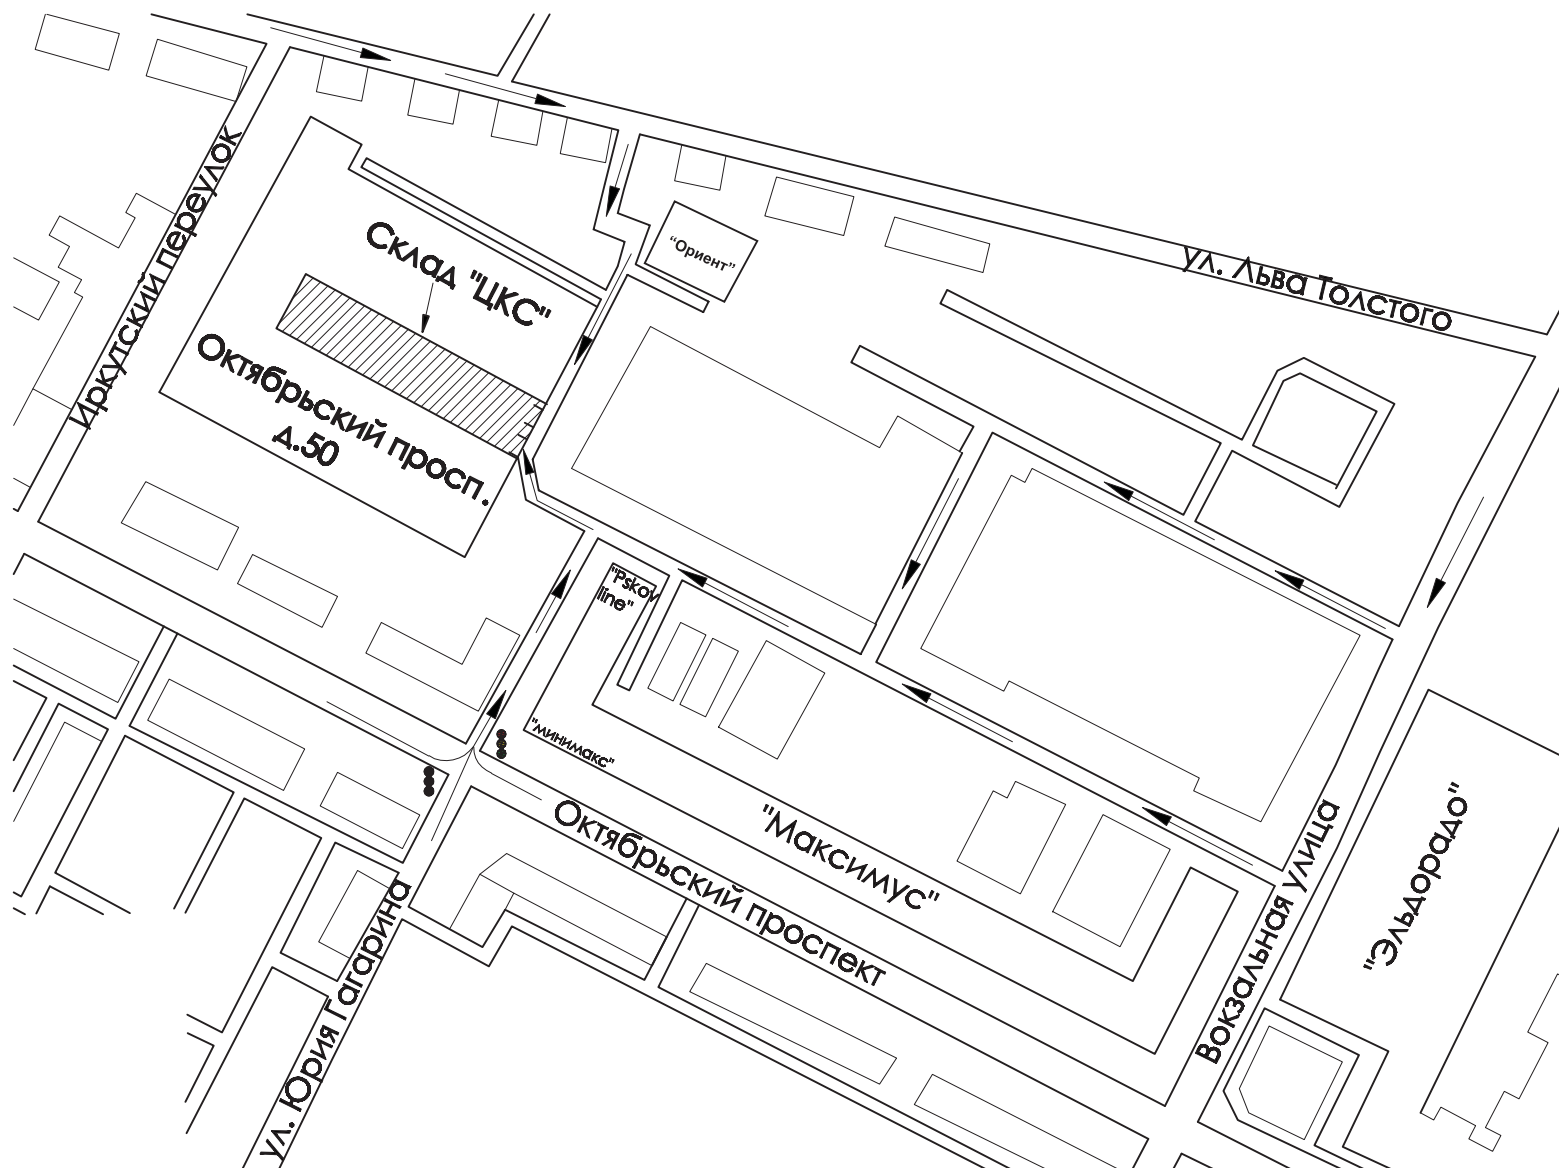 Иркутский переулок
Склад "ЦКС"
"Ориент"
ул. Льва Толстого
Октябрьский просп.
д.50
"Pskov
line"
"минимакс"
"Максимус"
Октябрьский проспект
"Эльдорадо"
Вокзальная улица
ул. Юрия Гагарина